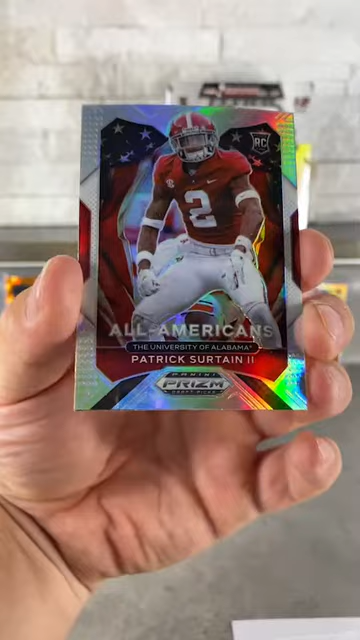 RC
2
ALL-AMERICANS
THE UNIVERSITY OF ALABAMA®
PATRICK SURTAIN II
PANINI
PRIZM
DRAFT PICKS